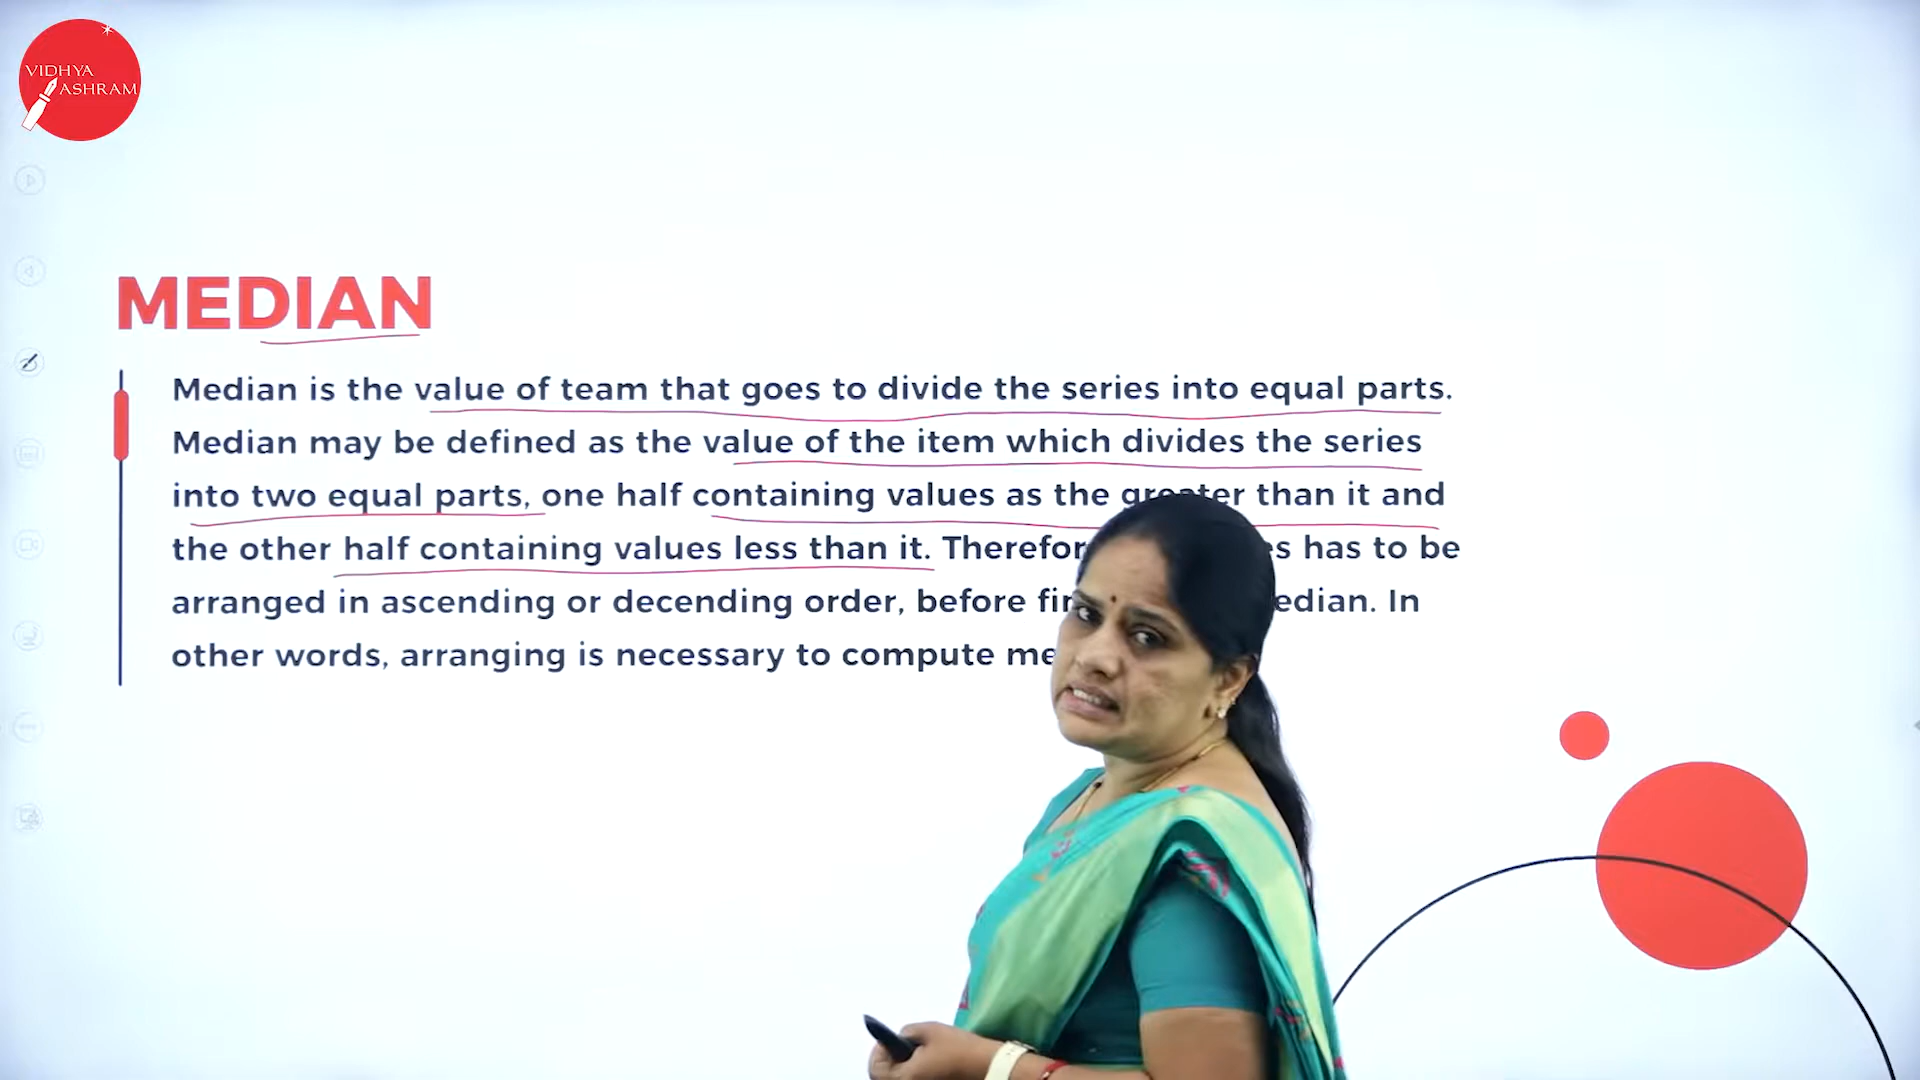 VIDHYA
ASHRAM
MEDIAN
Median is the value of team that goes to divide the series into equal parts.
Median may be defined as the value of the item which divides the series
into two equal parts, one half containing values as the greater than it and
the other half containing values less than it. has to be
arranged in ascending or decending order, before In
other words, arranging is necessary to compute